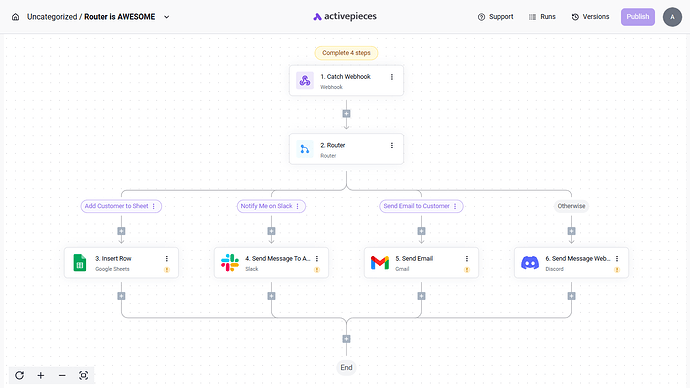 Uncategorized / Router is AWESOME
activepieces
Support
Runs
Versions
Publish
A
Complete 4 steps
1. Catch Webhook
Webhook
2. Router
Router
Add Customer to Sheet
Notify Me on Slack
Send Email to Customer
Otherwise
3. Insert Row
Google Sheets
4. Send Message To A...
Slack
5. Send Email
Gmail
6. Send Message Web...
Discord
End